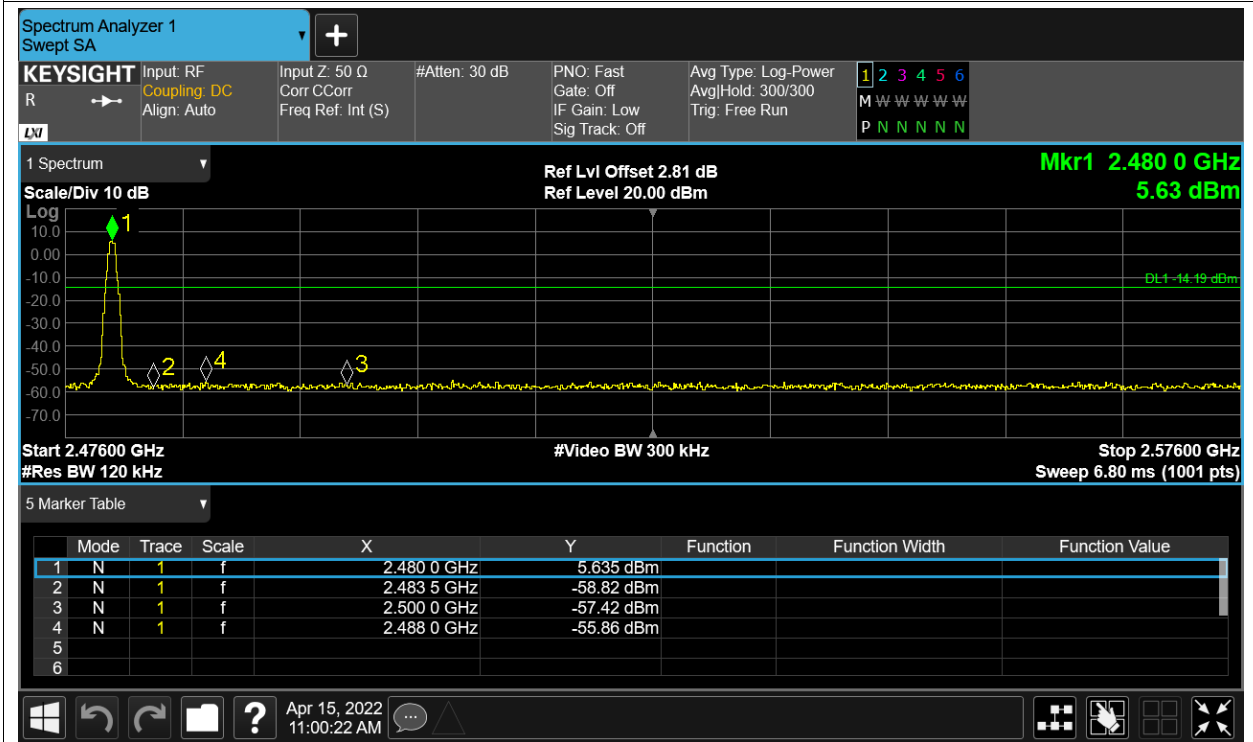 Spectrum Analyzer 1
Swept SA
KEYSIGHT
R
LXI
Input: RF
Coupling: DC
Align: Auto
Input Z: 50 Ω
Corr CCorr
Freq Ref: Int (S)
#Atten: 30 dB
PNO: Fast
Gate: Off
IF Gain: Low
Sig Track: Off
Avg Type: Log-Power
Avg|Hold: 300/300
Trig: Free Run
1 2 3 4 5 6
M W W W W W
P N N N N N
1 Spectrum
Scale/Div 10 dB
Ref Lvl Offset 2.81 dB
Ref Level 20.00 dBm
Mkr1 2.480 0 GHz
5.63 dBm
Log
10.0
0.00
-10.0
-20.0
-30.0
-40.0
-50.0
-60.0
-70.0
1
2
4
3
DL1 -14.19 dBm
Start 2.47600 GHz
#Video BW 300 kHz
Stop 2.57600 GHz
#Res BW 120 kHz
Sweep 6.80 ms (1001 pts)
5 Marker Table
Mode Trace Scale X Y Function Function Width Function Value
1 N 1 f 2.480 0 GHz 5.635 dBm
2 N 1 f 2.483 5 GHz -58.82 dBm
3 N 1 f 2.500 0 GHz -57.42 dBm
4 N 1 f 2.488 0 GHz -55.86 dBm
5
6
?
Apr 15, 2022
11:00:22 AM